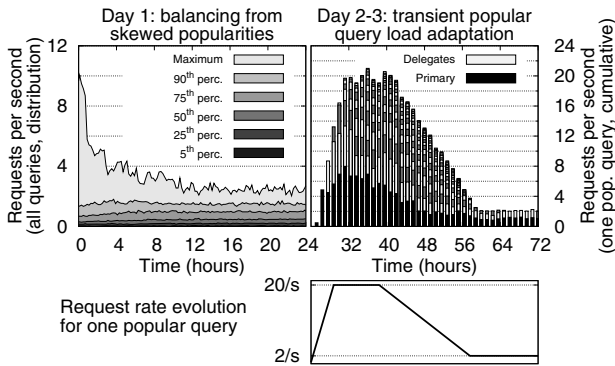 Day 1: balancing from
skewed popularities
Day 2-3: transient popular
query load adaptation
Requests per second
(all queries, distribution)
12
8
4
0
Maximum
90th perc.
75th perc.
50th perc.
25th perc.
5th perc.
0 4 8 12 16 20 24
Time (hours)
Delegates
Primary
24
20
16
12
8
4
0
Requests per second
(one pop. query, cumulative)
26 32 42 48 56 64 72
Time (hours)
Request rate evolution
for one popular query
20/s
2/s